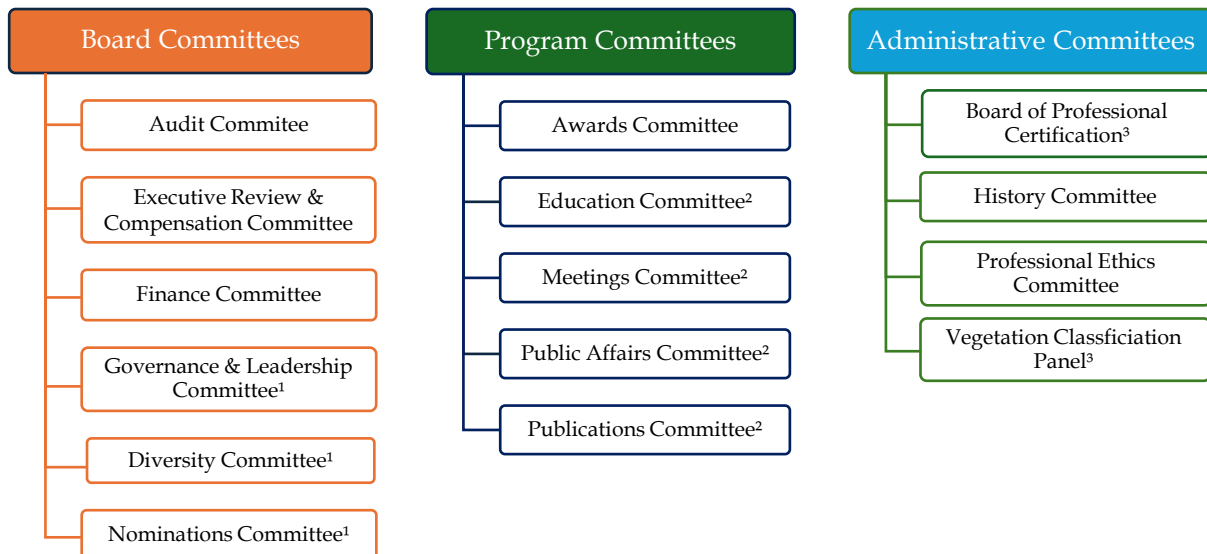 Board Committees
Audit Commitee
Executive Review &
Compensation Committee
Finance Committee
Governance & Leadership
Committee¹
Diversity Committee¹
Nominations Committee¹
Program Committees
Awards Committee
Education Committee²
Meetings Committee²
Public Affairs Committee²
Publications Committee²
Administrative Committees
Board of Professional
Certification³
History Committee
Professional Ethics
Committee
Vegetation Classficiation
Panel³